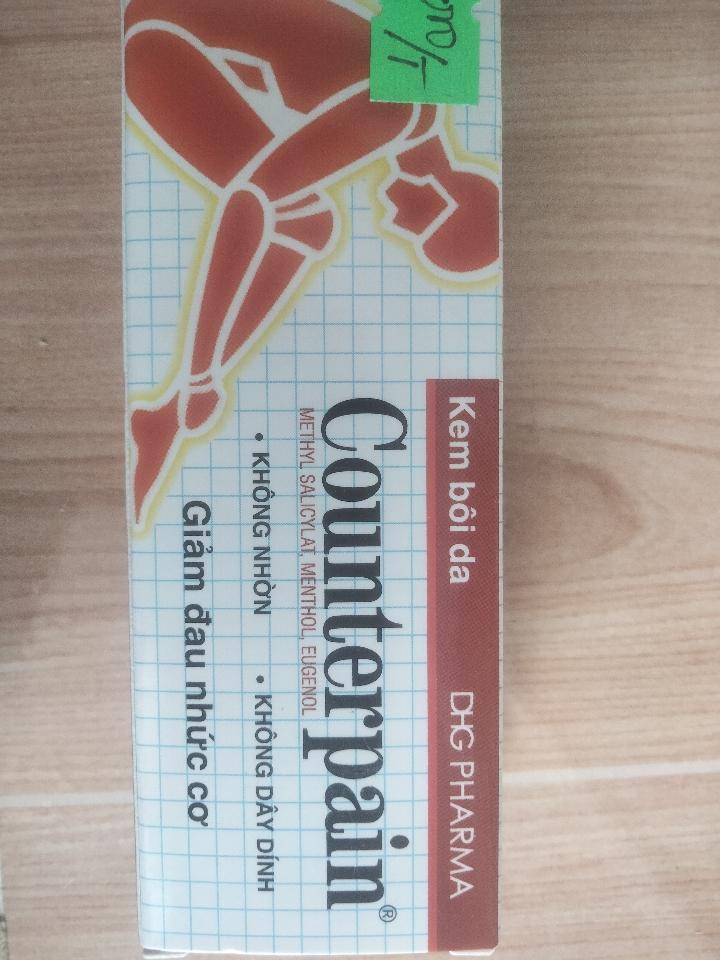 Kem bôi da
DHG PHARMA
Counterpain®
METHYL SALICYLAT, MENTHOL, EUGENOL
• KHÔNG NHỜN • KHÔNG DÂY DÍNH
Giảm đau nhức cơ